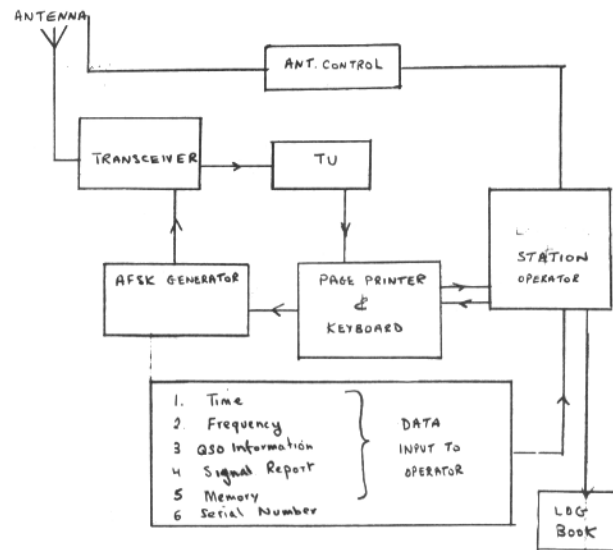 ANTENNA
ANT. CONTROL
TRANSCEIVER
TU
STATION
OPERATOR
AFSK GENERATOR
PAGE PRINTER
&
KEYBOARD
1. Time
2. Frequency
3 QSO Information
4 Signal Report
5 Memory
6 Serial Number
DATA
INPUT TO
OPERATOR
LOG
BOOK